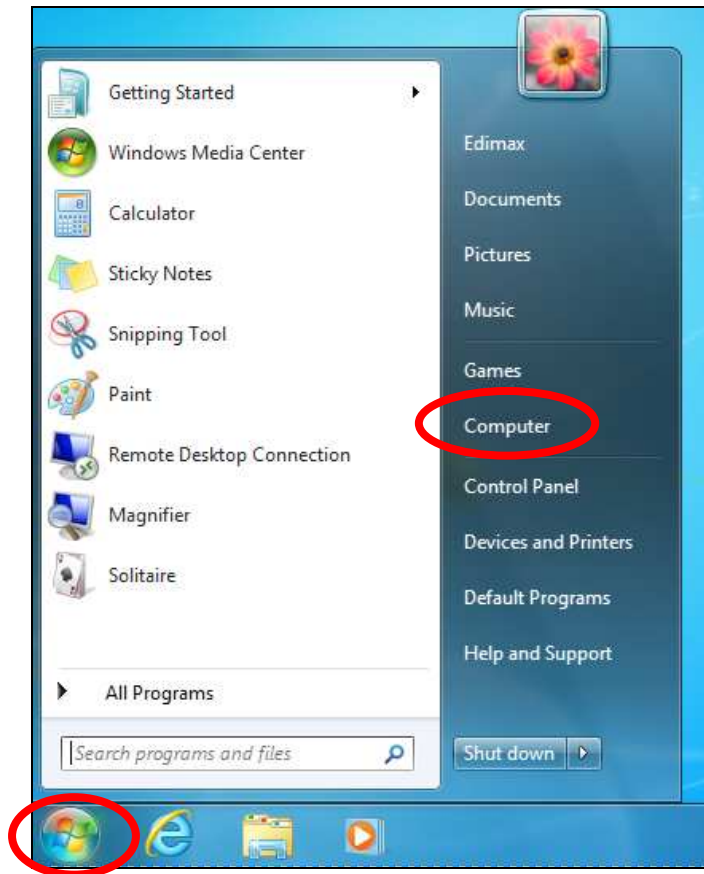 Getting Started
Windows Media Center
Calculator
Sticky Notes
Snipping Tool
Paint
Remote Desktop Connection
Magnifier
Solitaire
All Programs
Search programs and files
Edimax
Documents
Pictures
Music
Games
Computer
Control Panel
Devices and Printers
Default Programs
Help and Support
Shut down